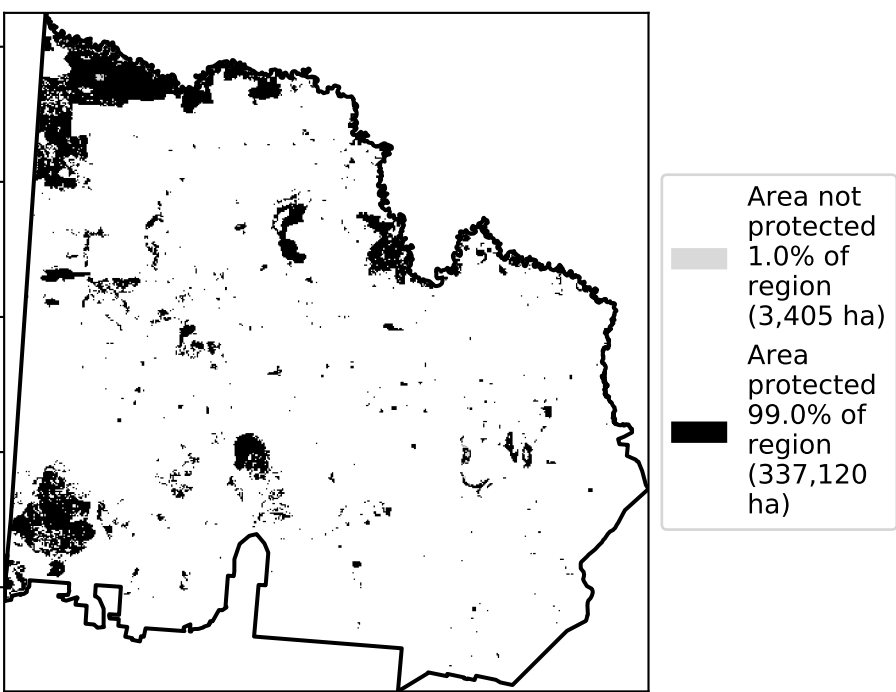 Area not
protected
1.0% of
region
(3,405 ha)
Area
protected
99.0% of
region
(337,120
ha)